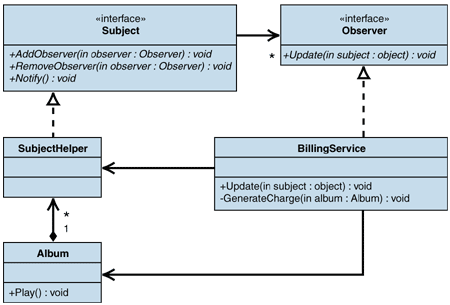 «interface»
Subject
+AddObserver(in observer : Observer) : void
+RemoveObserver(in observer : Observer) : void
+Notify() : void
*
«interface»
Observer
+Update(in subject : object) : void
SubjectHelper
BillingService
+Update(in subject : object) : void
-GenerateCharge(in album : Album) : void
*
1
Album
+Play() : void